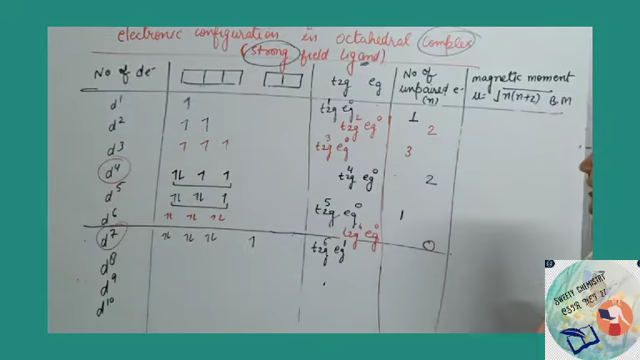 electronic configuration in octahedral complex
(strong field ligand)
No of de⁻ t2g eg No of unpaired e⁻ (n) magnetic moment μ = √n(n+2) B.M
d¹ 1 t2g¹ eg⁰ 1
d² 1 1 t2g² eg⁰ 2
d³ 1 1 1 t2g³ eg⁰ 3
d⁴ 1L 1 1 t2g⁴ eg⁰ 2
d⁵ 1L 1L 1 t2g⁵ eg⁰ 1
d⁶ 1L 1L 1L t2g⁶ eg⁰ 0
d⁷ 1L 1L 1L 1 t2g⁶ eg¹
d⁸
d⁹
d¹⁰
SWEETY CHEMISTRY
CSIR NET